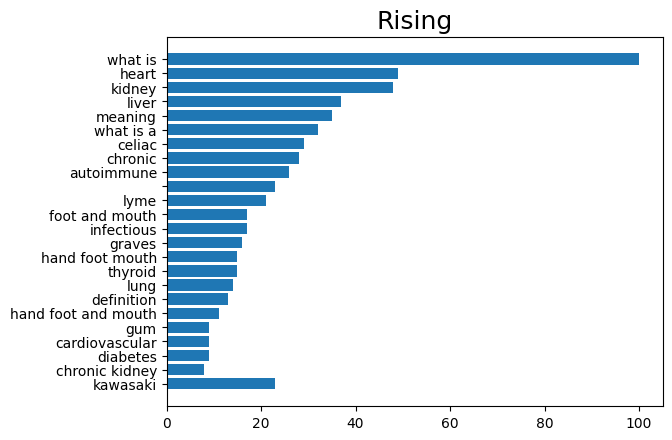 Rising
what is
heart
kidney
liver
meaning
what is a
celiac
chronic
autoimmune
lyme
foot and mouth
infectious
graves
hand foot mouth
thyroid
lung
definition
hand foot and mouth
gum
cardiovascular
diabetes
chronic kidney
kawasaki
0 20 40 60 80 100